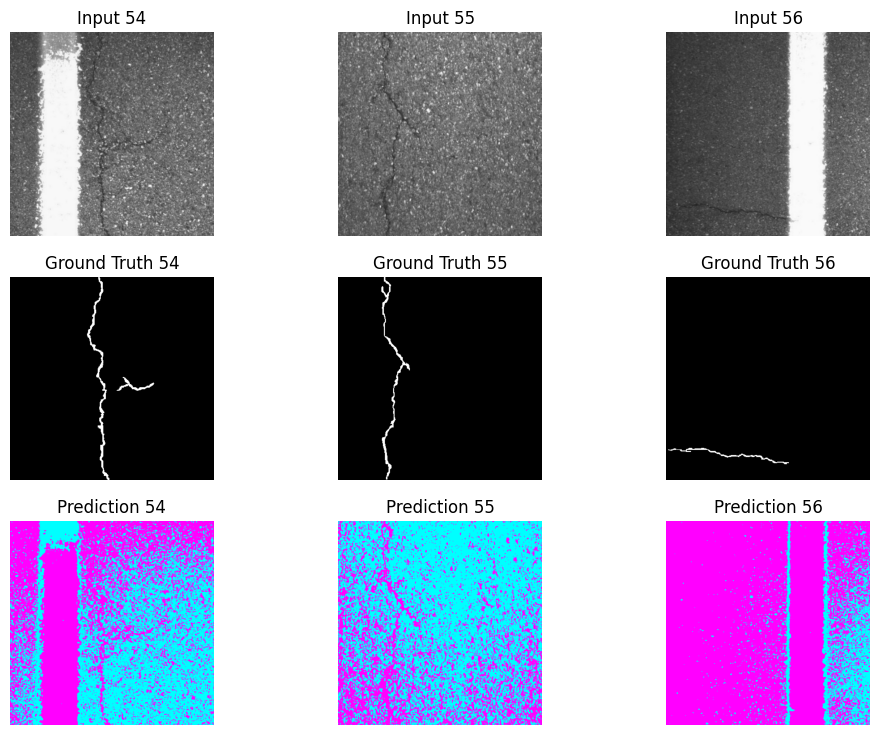 Input 54
Input 55
Input 56
Ground Truth 54
Ground Truth 55
Ground Truth 56
Prediction 54
Prediction 55
Prediction 56